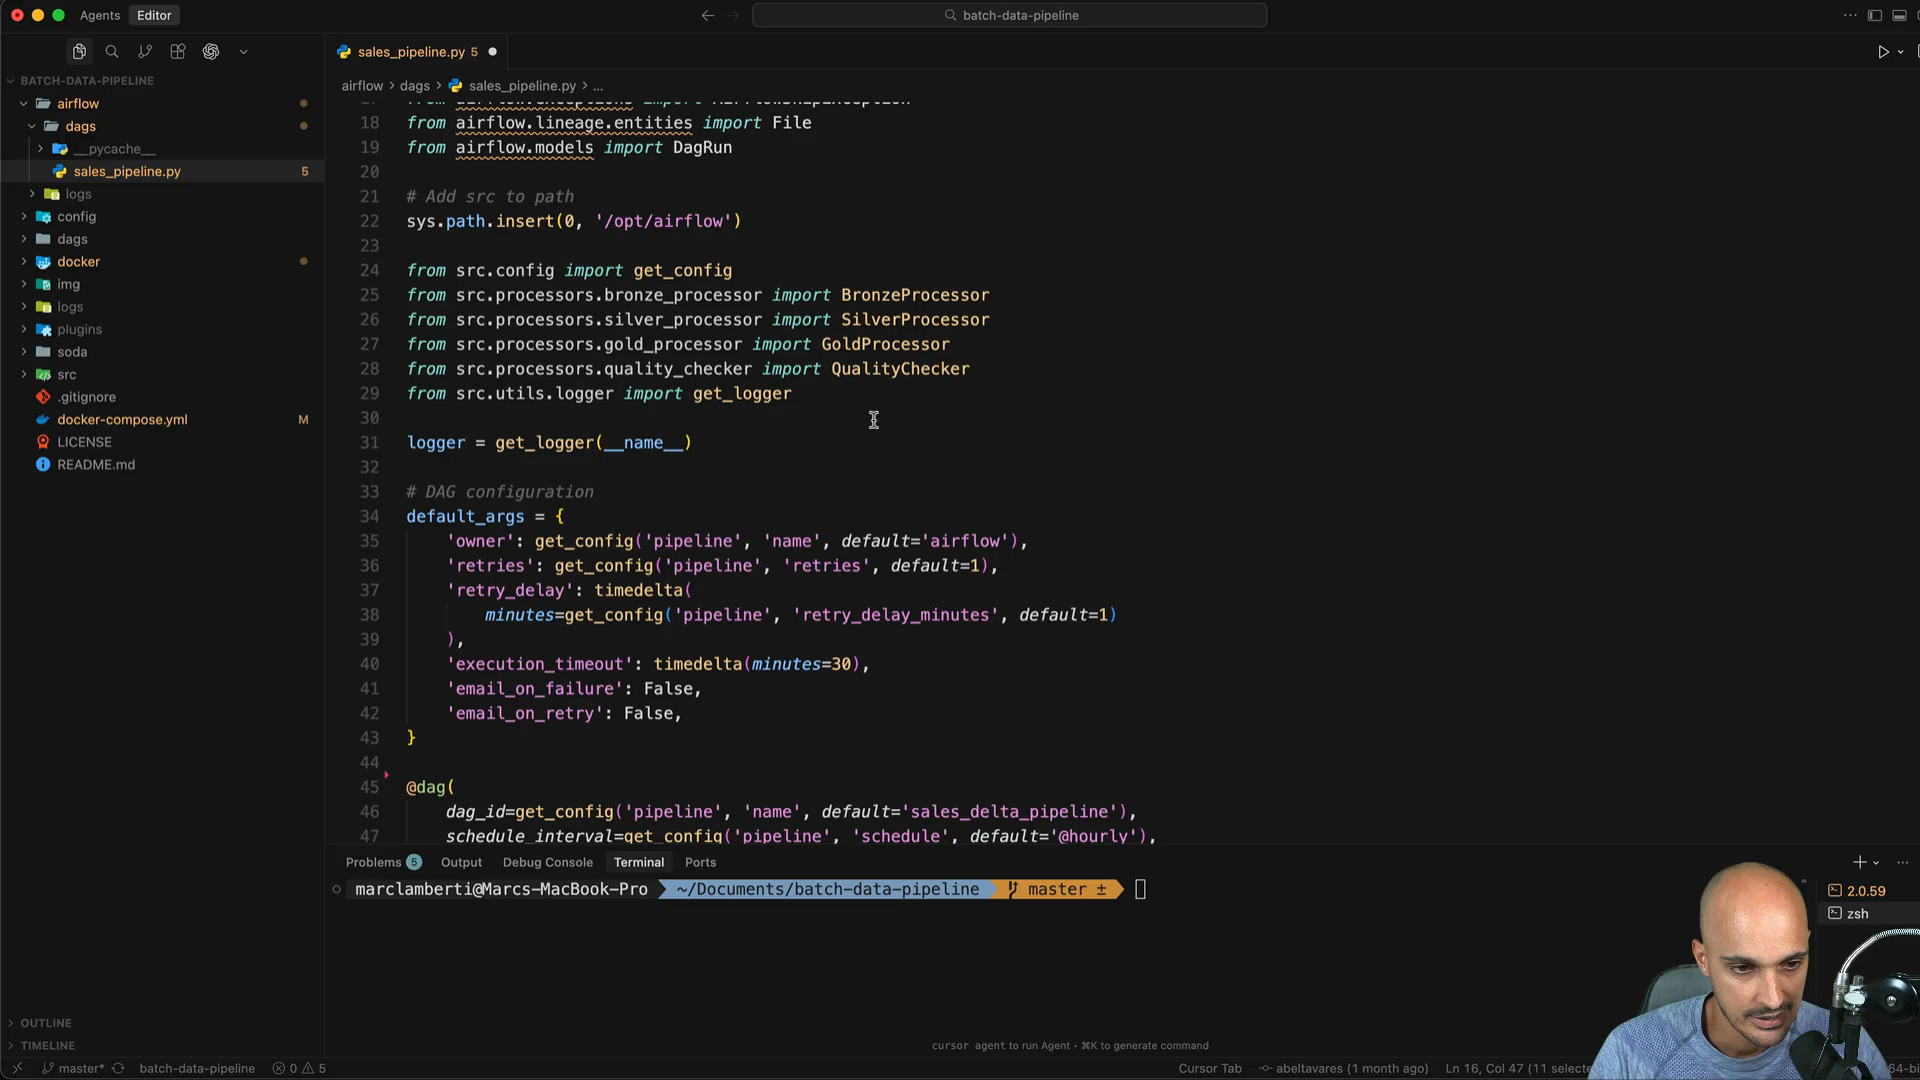 Agents Editor
batch-data-pipeline
sales_pipeline.py 5
BATCH-DATA-PIPELINE
airflow > dags > sales_pipeline.py > ...
airflow
dags
__pycache__
sales_pipeline.py 5
logs
config
dags
docker
img
logs
plugins
soda
src
.gitignore
docker-compose.yml M
LICENSE
README.md
OUTLINE
TIMELINE
17 from airflow.exceptions import AirflowSkipException
18 from airflow.lineage.entities import File
19 from airflow.models import DagRun
20
21 # Add src to path
22 sys.path.insert(0, '/opt/airflow')
23
24 from src.config import get_config
25 from src.processors.bronze_processor import BronzeProcessor
26 from src.processors.silver_processor import SilverProcessor
27 from src.processors.gold_processor import GoldProcessor
28 from src.processors.quality_checker import QualityChecker
29 from src.utils.logger import get_logger
30
31 logger = get_logger(__name__)
32
33 # DAG configuration
34 default_args = {
35 'owner': get_config('pipeline', 'name', default='airflow'),
36 'retries': get_config('pipeline', 'retries', default=1),
37 'retry_delay': timedelta(
38 minutes=get_config('pipeline', 'retry_delay_minutes', default=1)
39 ),
40 'execution_timeout': timedelta(minutes=30),
41 'email_on_failure': False,
42 'email_on_retry': False,
43 }
44
45 @dag(
46 dag_id=get_config('pipeline', 'name', default='sales_delta_pipeline'),
47 schedule_interval=get_config('pipeline', 'schedule', default='@hourly'),
Problems 5 Output Debug Console Terminal Ports
marclamberti@Marcs-MacBook-Pro ~/Documents/batch-data-pipeline master ±
2.0.59
zsh
cursor agent to run Agent • ⌘K to generate command
master* batch-data-pipeline 0 5
Cursor Tab abeltavares (1 month ago) Ln 16, Col 47 (11 selecte 64-bi